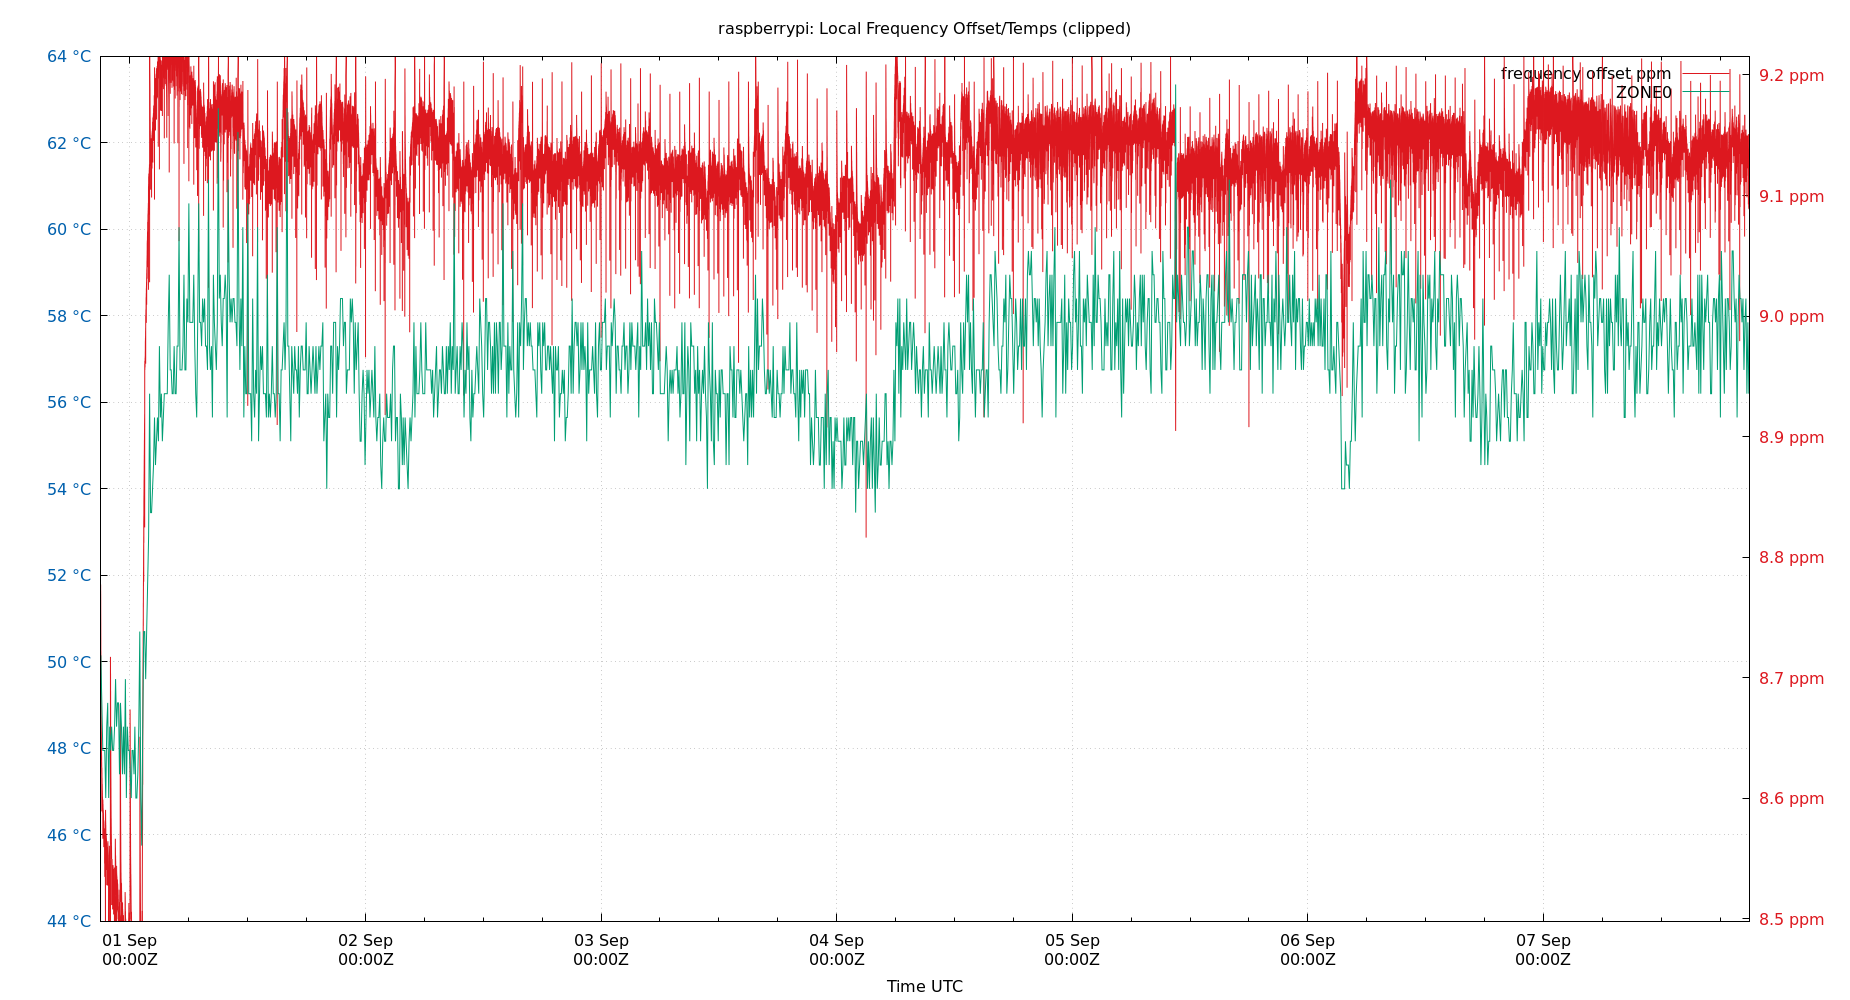 raspberrypi: Local Frequency Offset/Temps (clipped)
64 °C
62 °C
60 °C
58 °C
56 °C
54 °C
52 °C
50 °C
48 °C
46 °C
44 °C
frequency offset ppm
ZONE0
9.2 ppm
9.1 ppm
9.0 ppm
8.9 ppm
8.8 ppm
8.7 ppm
8.6 ppm
8.5 ppm
01 Sep
00:00Z
02 Sep
00:00Z
03 Sep
00:00Z
04 Sep
00:00Z
05 Sep
00:00Z
06 Sep
00:00Z
07 Sep
00:00Z
Time UTC